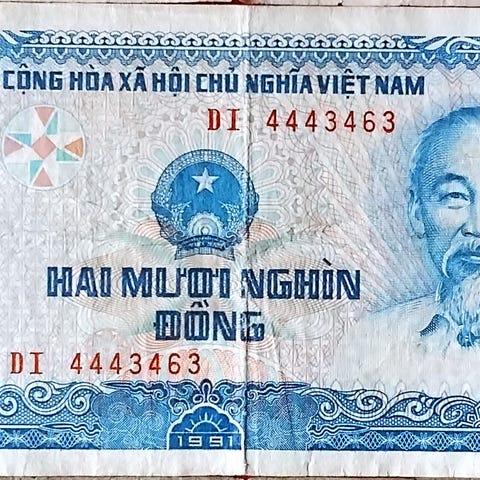 CỘNG HÒA XÃ HỘI CHỦ NGHĨA VIỆT NAM
DI 4443463
HAI MƯƠI NGHÌN
ĐỒNG
DI 4443463
1991